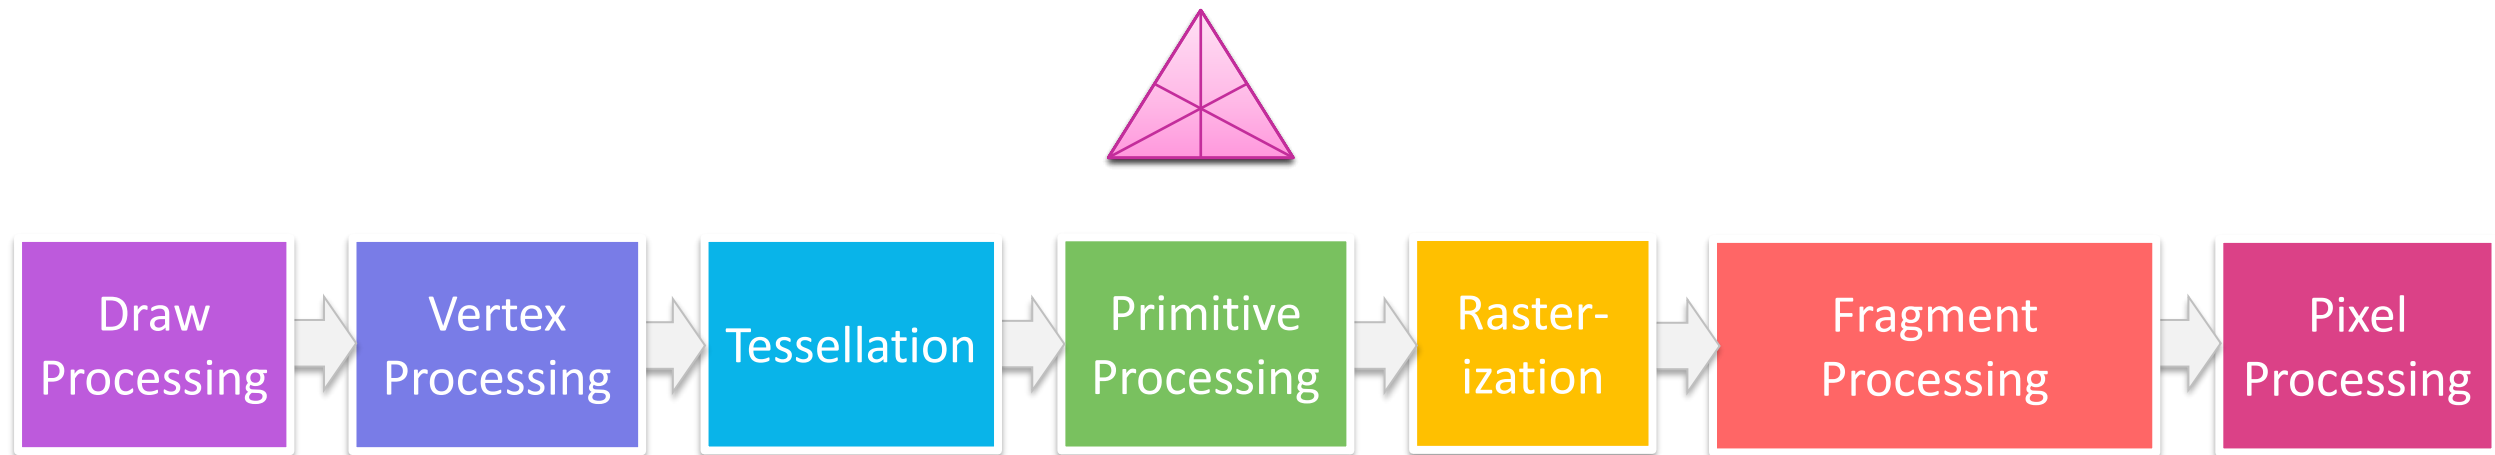 Draw
Processing
Vertex
Processing
Tessellation
Primitive
Processing
Raster-
ization
Fragment
Processing
Pixel
Processing